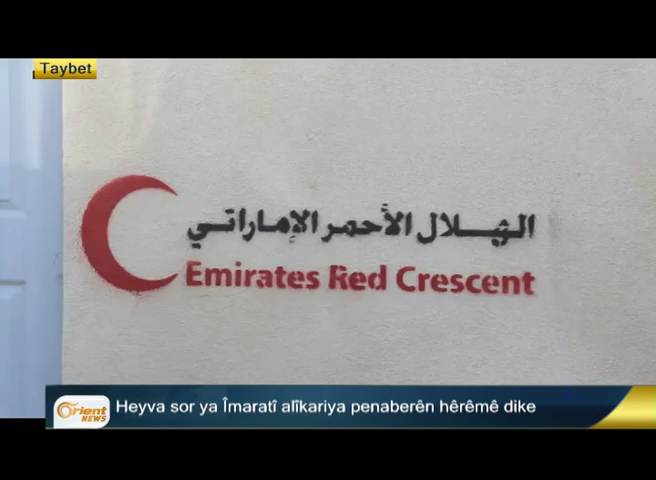 Taybet
الهلال الأحمر الإماراتي
Emirates Red Crescent
Orient
NEWS
Heyva sor ya Îmaratî alîkariya penaberên hêrêmê dike